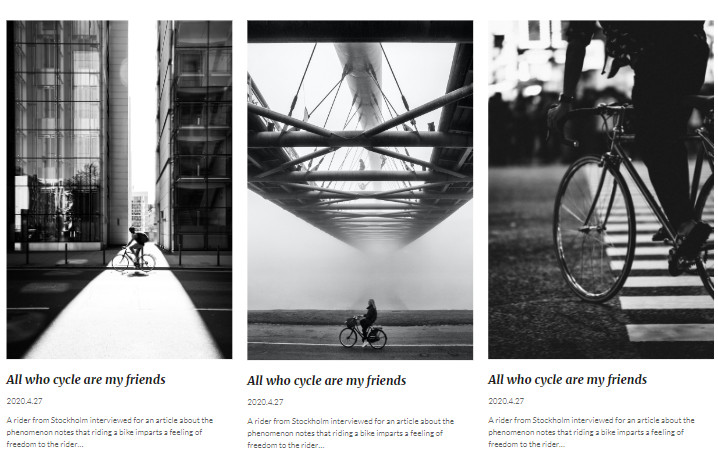 All who cycle are my friends
2020.4.27
A rider from Stockholm interviewed for an article about the
phenomenon notes that riding a bike imparts a feeling of
freedom to the rider...
All who cycle are my friends
2020.4.27
A rider from Stockholm interviewed for an article about the
phenomenon notes that riding a bike imparts a feeling of
freedom to the rider...
All who cycle are my friends
2020.4.27
A rider from Stockholm interviewed for an article about the
phenomenon notes that riding a bike imparts a feeling of
freedom to the rider...